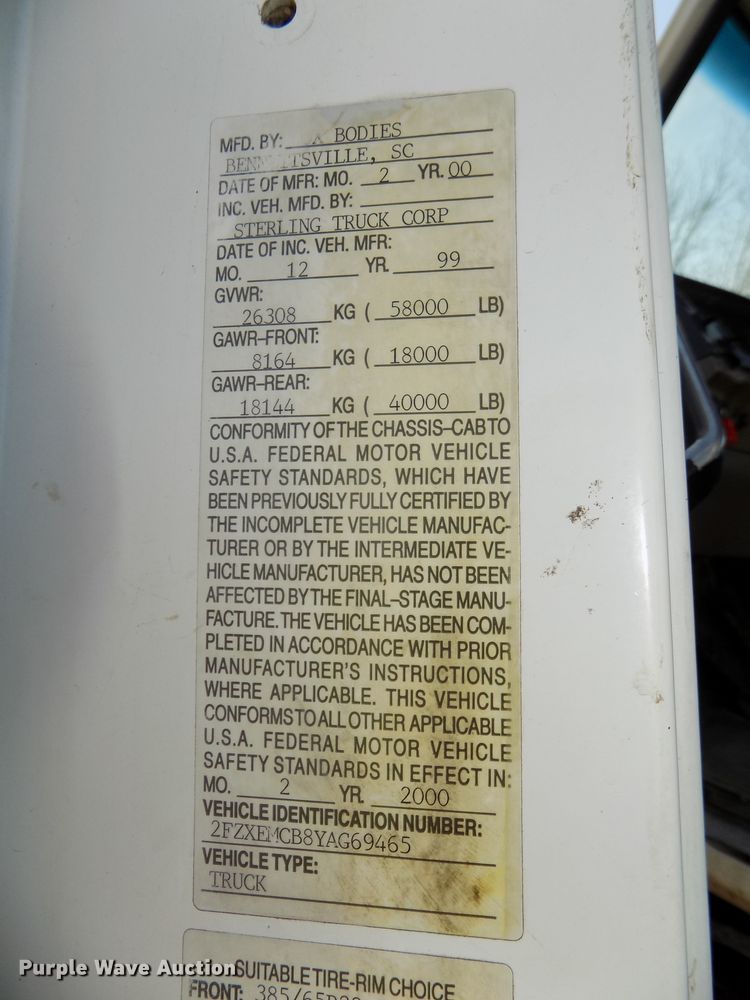 MFD. BY: X BODIES
SVILLE, SC
DATE OF MFR: MO. 2 YR. 00
INC. VEH. MFD. BY:
STERLING TRUCK CORP
DATE OF INC. VEH. MFR:
MO. 12 YR. 99
GVWR:
26308 KG ( 58000 LB)
GAWR-FRONT:
8164 KG ( 18000 LB)
GAWR-REAR:
18144 KG ( 40000 LB)
CONFORMITY OF THE CHASSIS-CAB TO
U.S.A. FEDERAL MOTOR VEHICLE
SAFETY STANDARDS, WHICH HAVE
BEEN PREVIOUSLY FULLY CERTIFIED BY
THE INCOMPLETE VEHICLE MANUFAC-
TURER OR BY THE INTERMEDIATE VE-
HICLE MANUFACTURER, HAS NOT BEEN
AFFECTED BY THE FINAL-STAGE MANU-
FACTURE. THE VEHICLE HAS BEEN COM-
PLETED IN ACCORDANCE WITH PRIOR
MANUFACTURER'S INSTRUCTIONS,
WHERE APPLICABLE. THIS VEHICLE
CONFORMS TO ALL OTHER APPLICABLE
U.S.A. FEDERAL MOTOR VEHICLE
SAFETY STANDARDS IN EFFECT IN:
MO. 2 YR. 2000
VEHICLE IDENTIFICATION NUMBER:
2FZXEMCB8YAG69465
VEHICLE TYPE:
TRUCK
SUITABLE TIRE-RIM CHOICE
FRONT: 385/65R
Purple Wave Auction